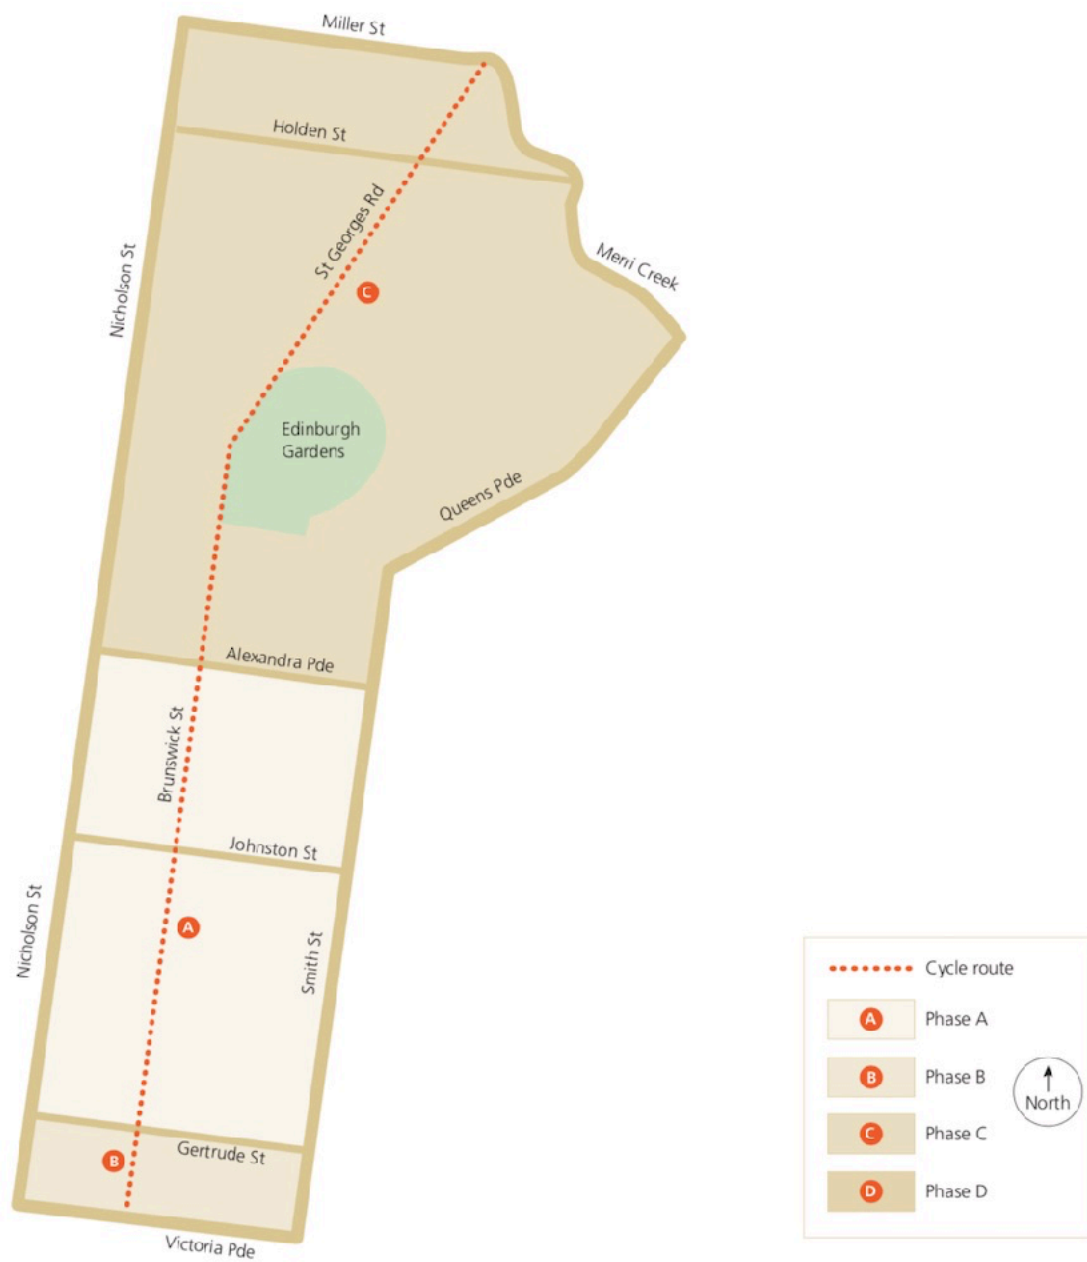 Miller St
Holden St
St Georges Rd
Nicholson St
Merri Creek
C
Edinburgh
Gardens
Queens Pde
Alexandra Pde
Brunswick St
Johnston St
Nicholson St
A
Smith St
Gertrude St
B
Victoria Pde
Cycle route
A Phase A
B Phase B
North
C Phase C
D Phase D